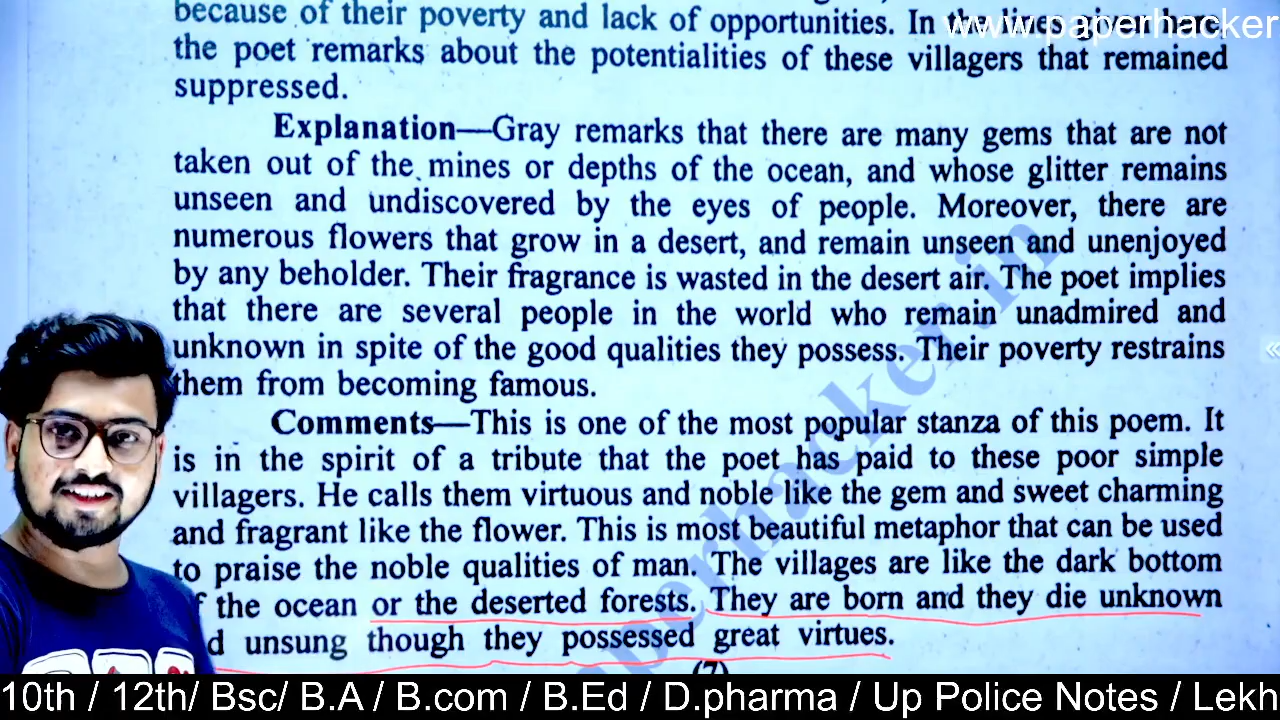 because of their poverty and lack of opportunities. In the lines given here,
www.paperhacker
the poet remarks about the potentialities of these villagers that remained
suppressed.
Explanation—Gray remarks that there are many gems that are not
taken out of the mines or depths of the ocean, and whose glitter remains
unseen and undiscovered by the eyes of people. Moreover, there are
numerous flowers that grow in a desert, and remain unseen and unenjoyed
by any beholder. Their fragrance is wasted in the desert air. The poet implies
that there are several people in the world who remain unadmired and
unknown in spite of the good qualities they possess. Their poverty restrains
them from becoming famous.
Comments—This is one of the most popular stanza of this poem. It
is in the spirit of a tribute that the poet has paid to these poor simple
villagers. He calls them virtuous and noble like the gem and sweet charming
and fragrant like the flower. This is most beautiful metaphor that can be used
to praise the noble qualities of man. The villages are like the dark bottom
f the ocean or the deserted forests. They are born and they die unknown
d unsung though they possessed great virtues.
(7)
paperhacker.in
10th / 12th/ Bsc/ B.A / B.com / B.Ed / D.pharma / Up Police Notes / Lekh